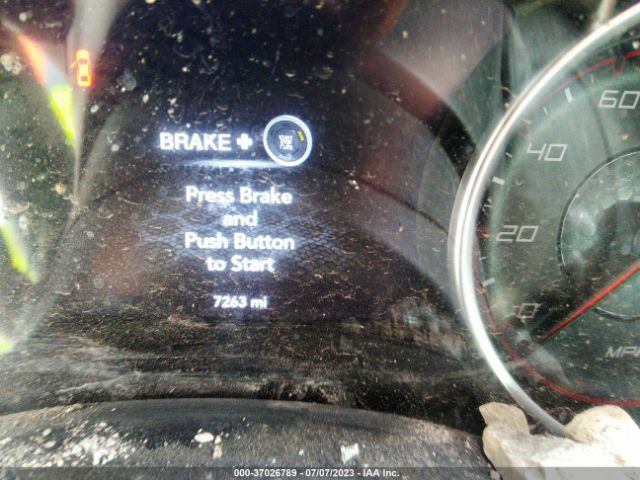 BRAKE +
Press Brake
and
Push Button
to Start
7263 mi
60
40
20
0
000-37026789 - 07/07/2023 - IAA Inc.